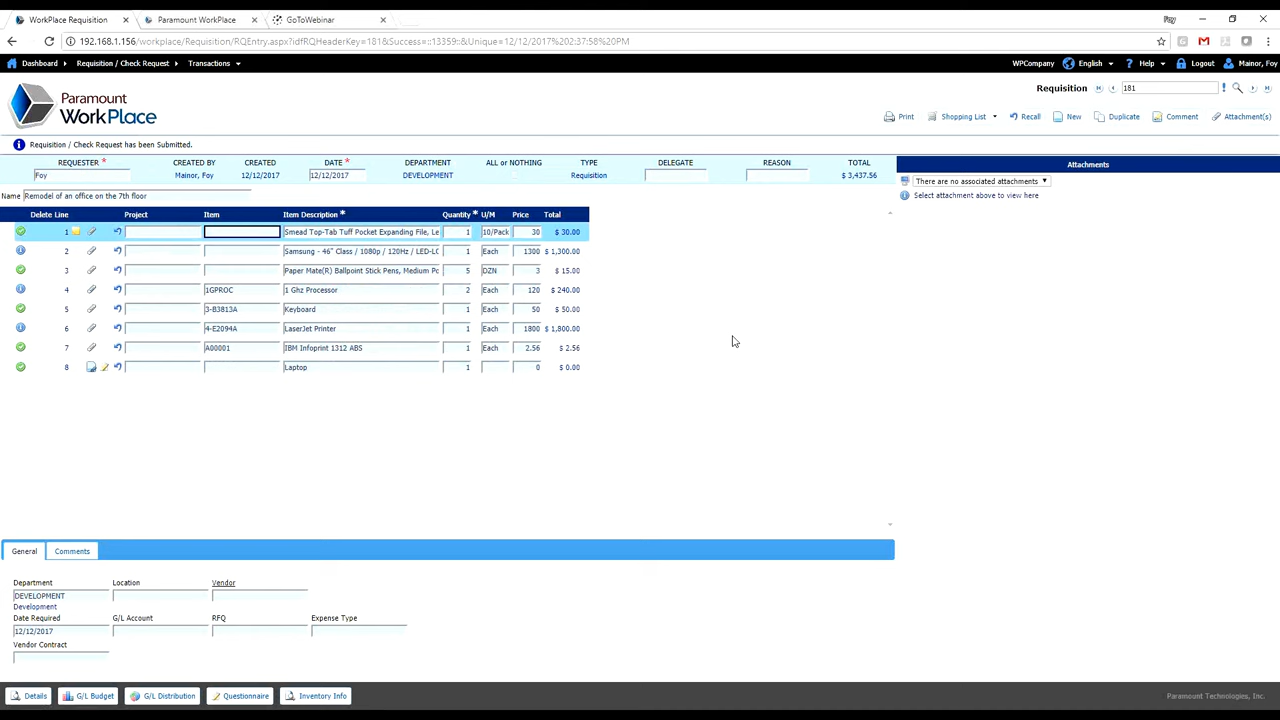 WorkPlace Requisition
Paramount WorkPlace
GoToWebinar
Foy
192.168.1.156/workplace/Requisition/RQEntry.aspx?idfRQHeaderKey=181&Success=::13359::&Unique=12/12/2017%202:37:58%20PM
Dashboard Requisition / Check Request Transactions WPCompany English Help Logout Mainor, Foy
Requisition 181
Paramount WorkPlace
Print Shopping List Recall New Duplicate Comment Attachment(s)
Requisition / Check Request has been Submitted.
REQUESTER * CREATED BY CREATED DATE * DEPARTMENT ALL or NOTHING TYPE DELEGATE REASON TOTAL
Foy Mainor, Foy 12/12/2017 12/12/2017 DEVELOPMENT Requisition $ 3,437.56
Attachments
There are no associated attachments
Select attachment above to view here
Name Remodel of an office on the 7th floor
Delete Line Project Item Item Description * Quantity * U/M Price Total
1 Smead Top-Tab Tuff Pocket Expanding File, Le 1 10/Pack 30 $ 30.00
2 Samsung - 46" Class / 1080p / 120Hz / LED-LC 1 Each 1300 $ 1,300.00
3 Paper Mate(R) Ballpoint Stick Pens, Medium Po 5 DZN 3 $ 15.00
4 1GPROC 1 Ghz Processor 2 Each 120 $ 240.00
5 3-B3813A Keyboard 1 Each 50 $ 50.00
6 4-E2094A LaserJet Printer 1 Each 1800 $ 1,800.00
7 A00001 IBM Infoprint 1312 ABS 1 Each 2.56 $ 2.56
8 Laptop 1 0 $ 0.00
General Comments
Department Location Vendor
DEVELOPMENT
Development
Date Required G/L Account RFQ Expense Type
12/12/2017
Vendor Contract
Details G/L Budget G/L Distribution Questionnaire Inventory Info
Paramount Technologies, Inc.